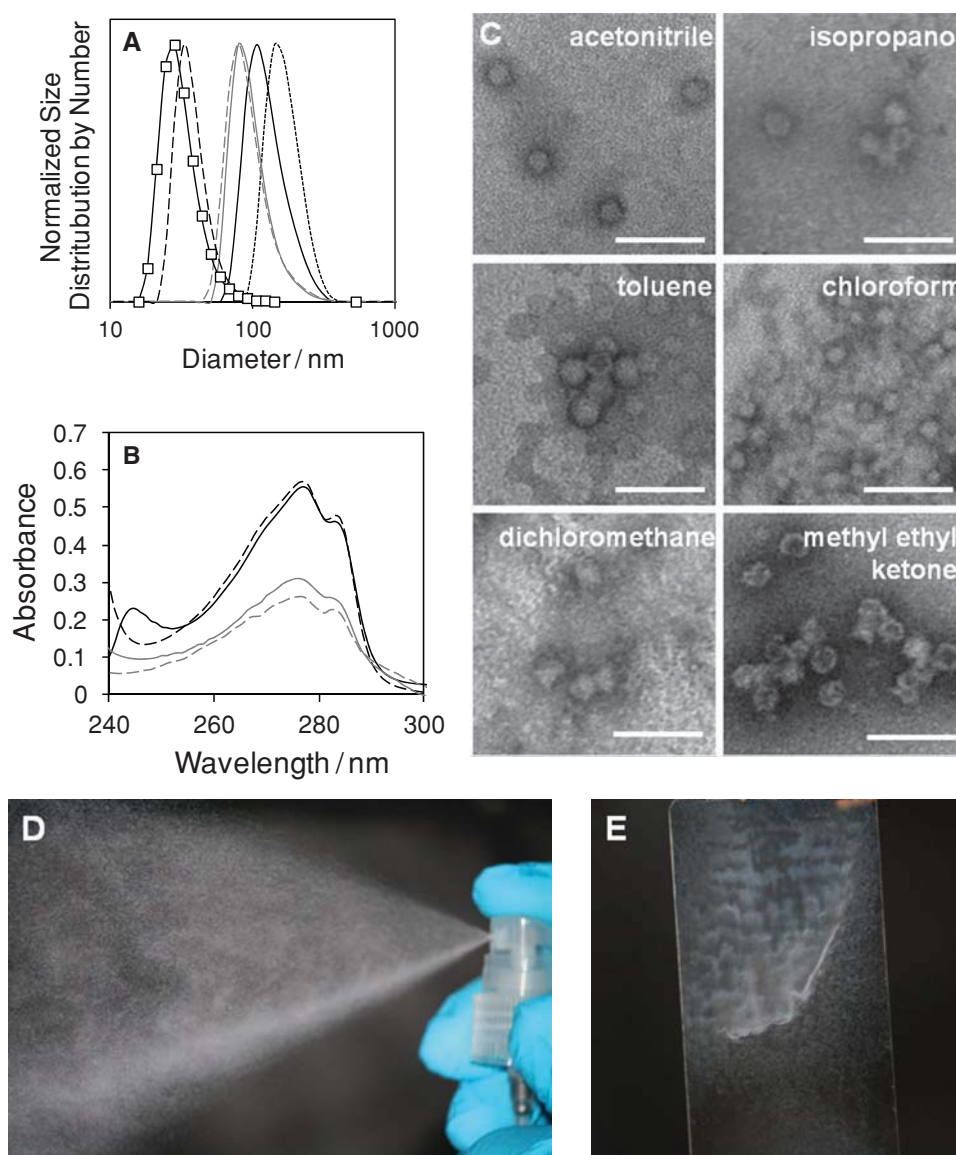 A
Normalized Size
Distritubution by Number
10
100
1000
Diameter / nm
B
0.7
0.6
0.5
0.4
0.3
0.2
0.1
0
Absorbance
240
260
280
300
Wavelength / nm
C
acetonitrile
isopropano
toluene
chloroform
dichloromethane
methyl ethyl
ketone
D
E